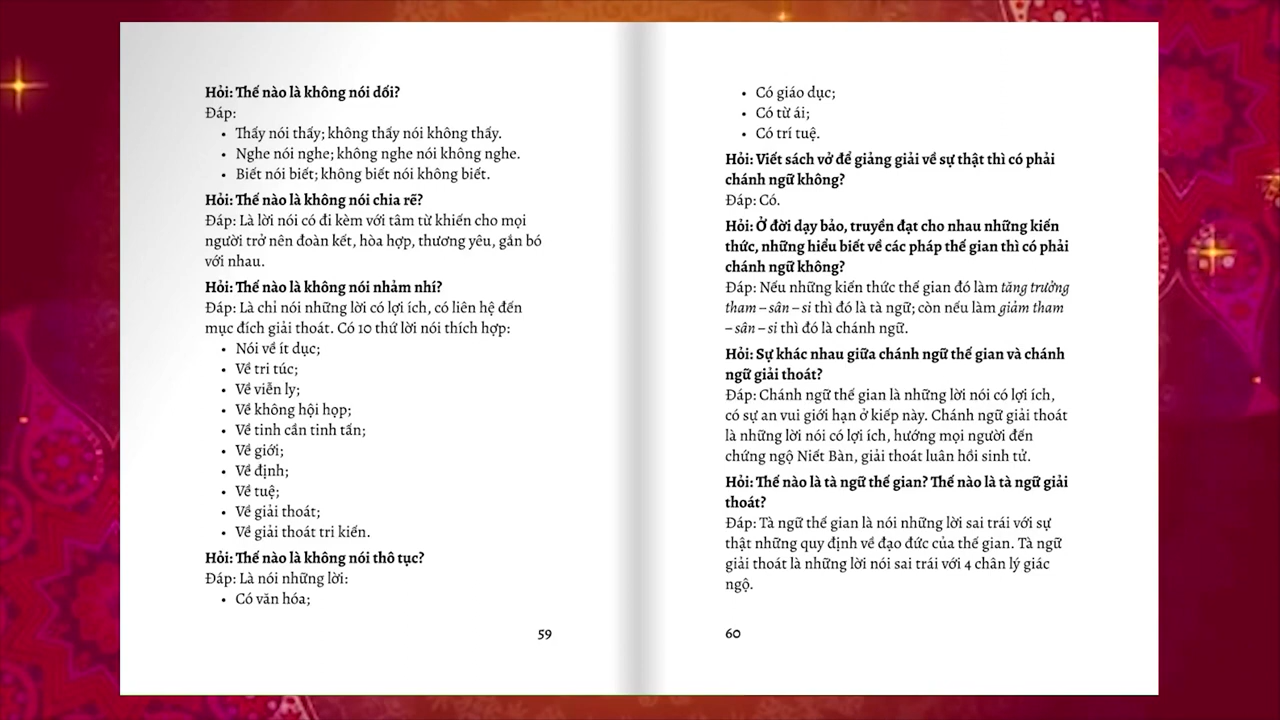 Hỏi: Thế nào là không nói dối?
Đáp:
• Thấy nói thấy; không thấy nói không thấy.
• Nghe nói nghe; không nghe nói không nghe.
• Biết nói biết; không biết nói không biết.
Hỏi: Thế nào là không nói chia rẽ?
Đáp: Là lời nói có đi kèm với tâm từ khiến cho mọi
người trở nên đoàn kết, hòa hợp, thương yêu, gắn bó
với nhau.
Hỏi: Thế nào là không nói nhảm nhí?
Đáp: Là chỉ nói những lời có lợi ích, có liên hệ đến
mục đích giải thoát. Có 10 thứ lời nói thích hợp:
• Nói về ít dục;
• Về tri túc;
• Về viễn ly;
• Về không hội họp;
• Về tinh cần tinh tấn;
• Về giới;
• Về định;
• Về tuệ;
• Về giải thoát;
• Về giải thoát tri kiến.
Hỏi: Thế nào là không nói thô tục?
Đáp: Là nói những lời:
• Có văn hóa;
59
• Có giáo dục;
• Có từ ái;
• Có trí tuệ.
Hỏi: Viết sách vở để giảng giải về sự thật thì có phải
chánh ngữ không?
Đáp: Có.
Hỏi: Ở đời dạy bảo, truyền đạt cho nhau những kiến
thức, những hiểu biết về các pháp thế gian thì có phải
chánh ngữ không?
Đáp: Nếu những kiến thức thế gian đó làm tăng trưởng
tham – sân – si thì đó là tà ngữ; còn nếu làm giảm tham
– sân – si thì đó là chánh ngữ.
Hỏi: Sự khác nhau giữa chánh ngữ thế gian và chánh
ngữ giải thoát?
Đáp: Chánh ngữ thế gian là những lời nói có lợi ích,
có sự an vui giới hạn ở kiếp này. Chánh ngữ giải thoát
là những lời nói có lợi ích, hướng mọi người đến
chứng ngộ Niết Bàn, giải thoát luân hồi sinh tử.
Hỏi: Thế nào là tà ngữ thế gian? Thế nào là tà ngữ giải
thoát?
Đáp: Tà ngữ thế gian là nói những lời sai trái với sự
thật những quy định về đạo đức của thế gian. Tà ngữ
giải thoát là những lời nói sai trái với 4 chân lý giác
ngộ.
60